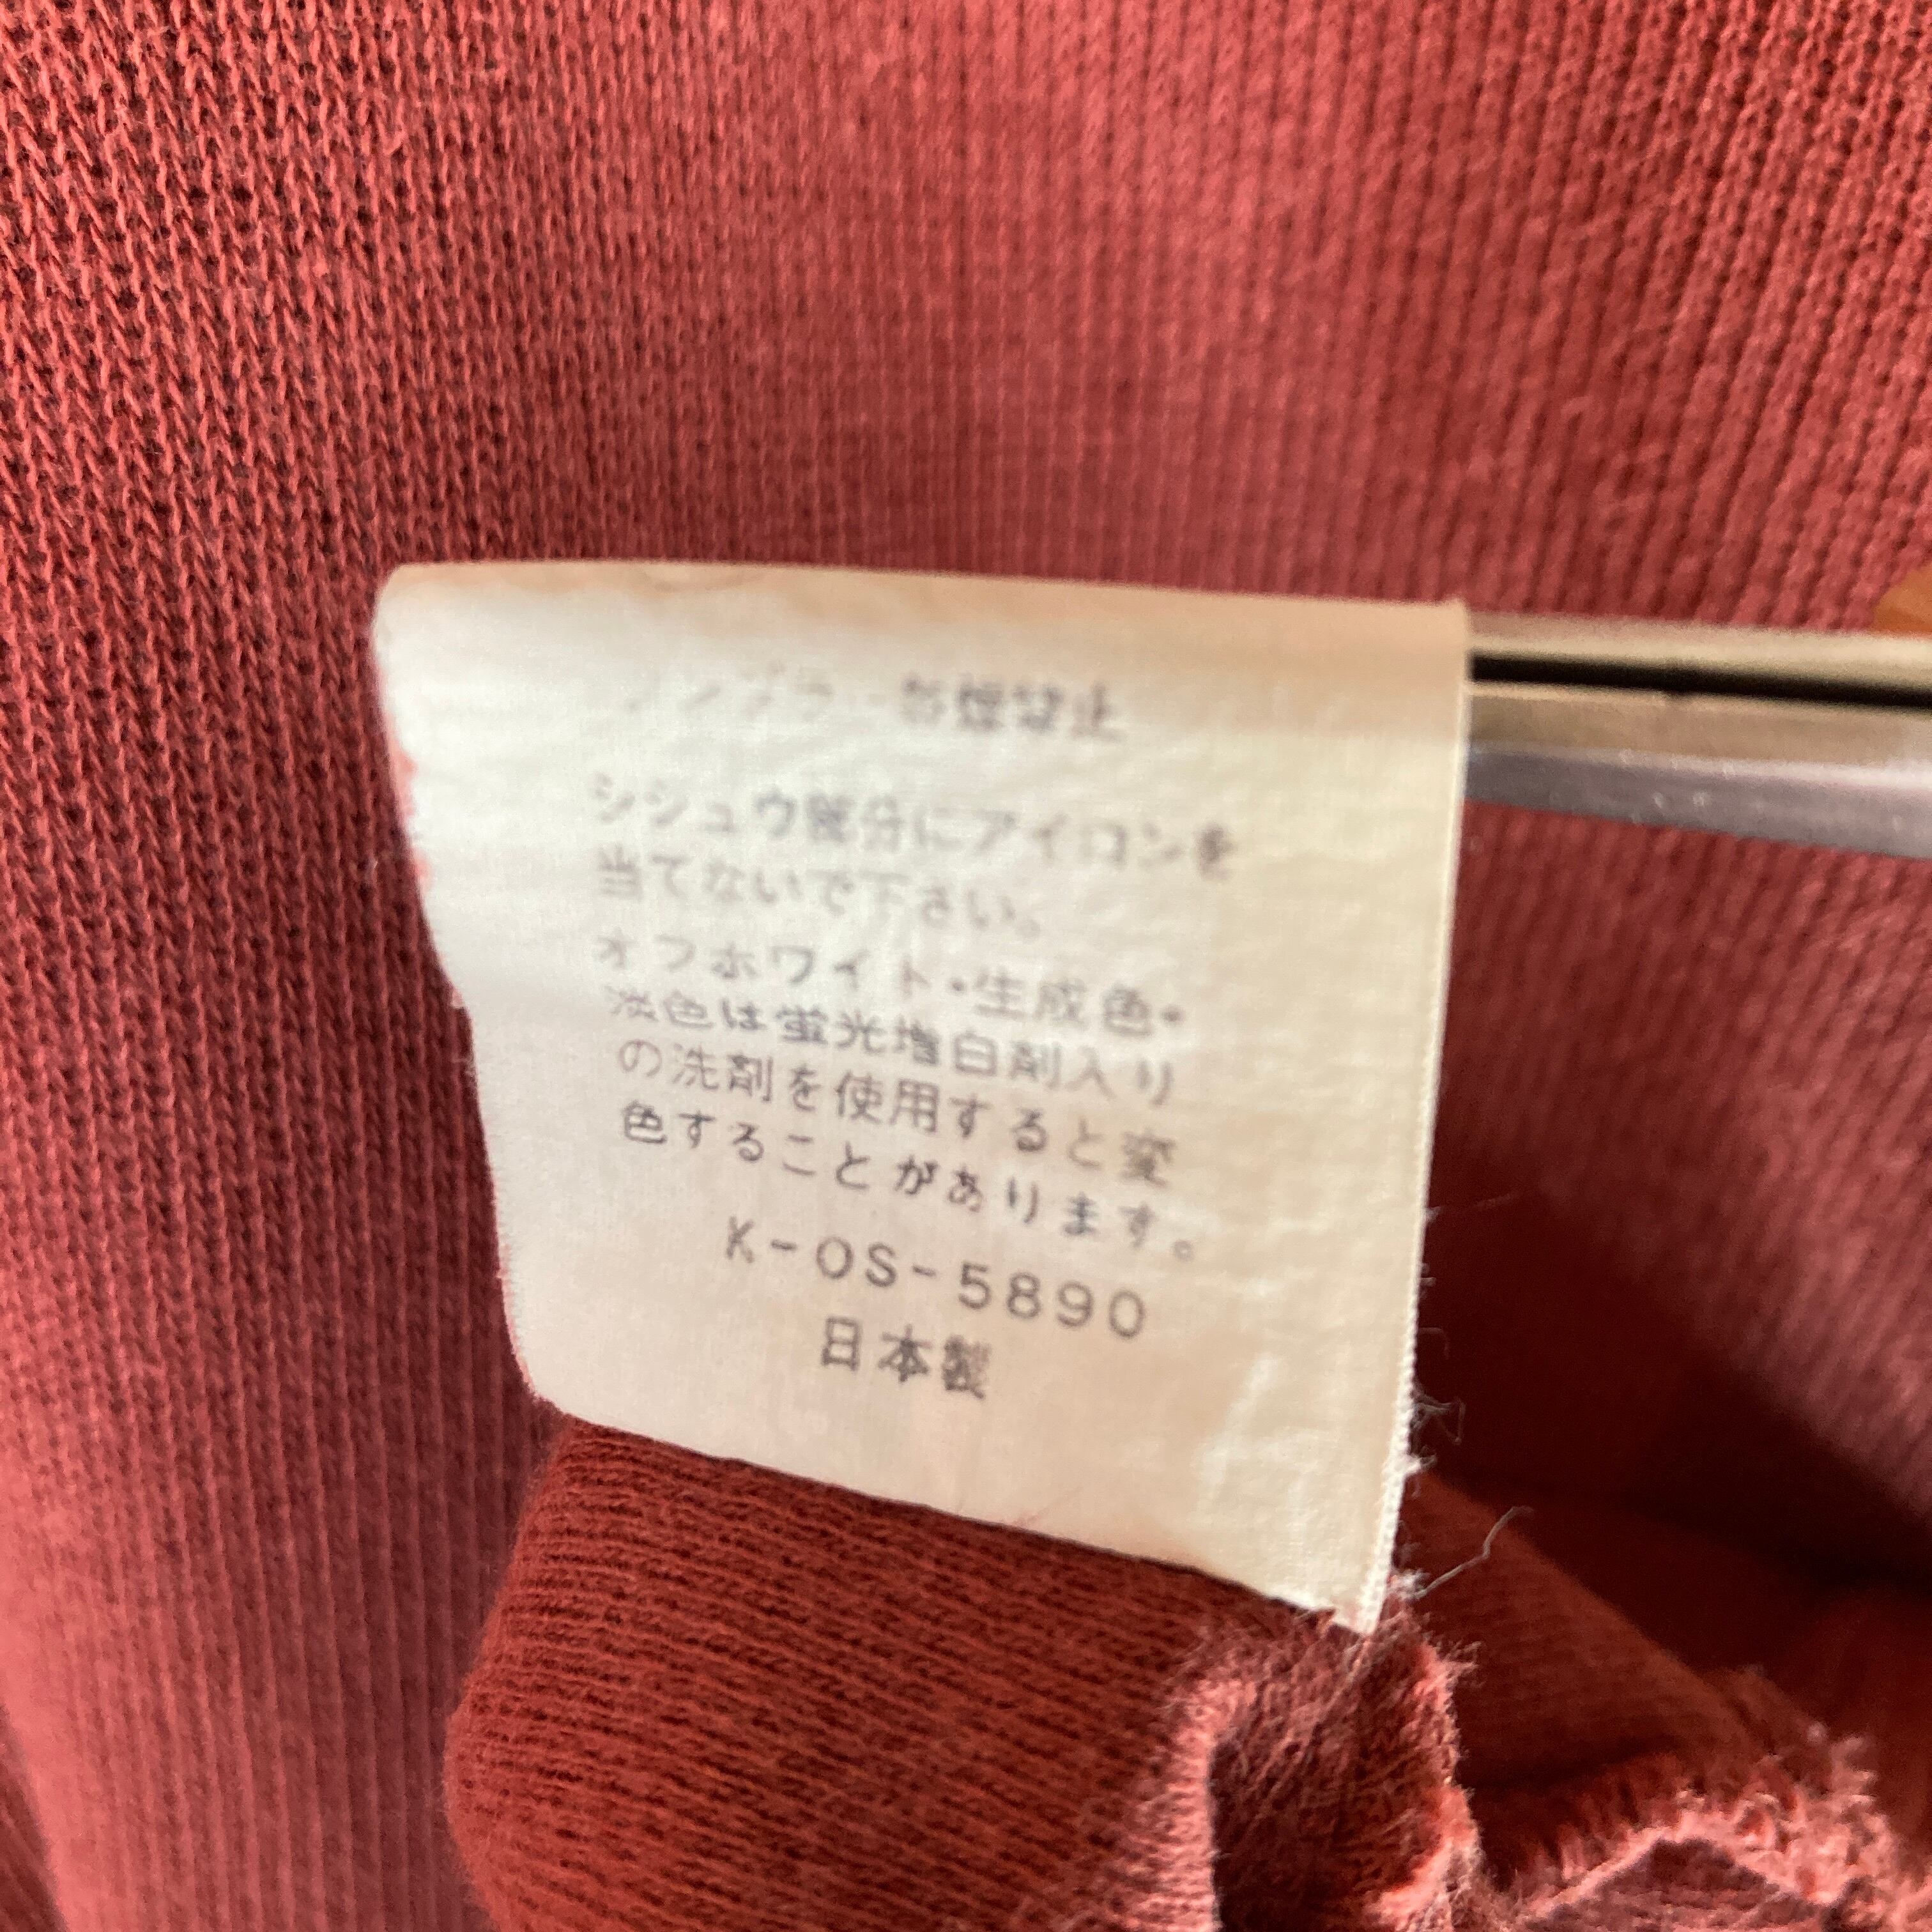 シシュウ部分にアイロンを
当てないで下さい。
オフホワイト・生成色・
淡色は蛍光増白剤入り
の洗剤を使用すると変
色することがあります。
K-OS-5890
日本製